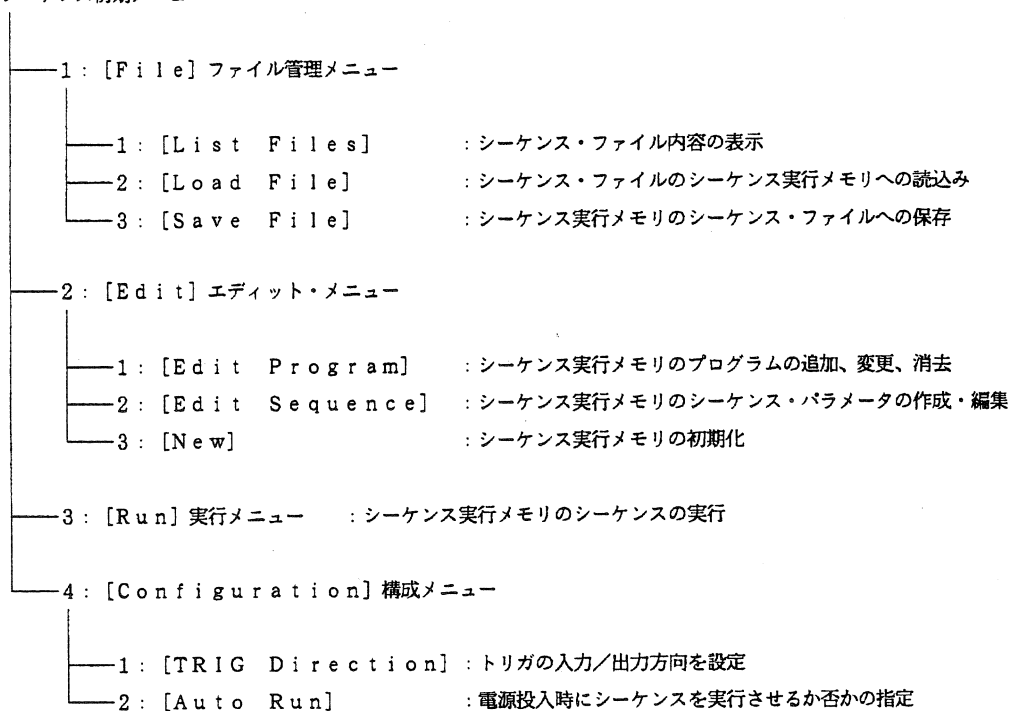 1：[File] ファイル管理メニュー
1：[List Files] ：シーケンス・ファイル内容の表示
2：[Load File] ：シーケンス・ファイルのシーケンス実行メモリへの読込み
3：[Save File] ：シーケンス実行メモリのシーケンス・ファイルへの保存
2：[Edit] エディット・メニュー
1：[Edit Program] ：シーケンス実行メモリのプログラムの追加、変更、消去
2：[Edit Sequence] ：シーケンス実行メモリのシーケンス・パラメータの作成・編集
3：[New] ：シーケンス実行メモリの初期化
3：[Run] 実行メニュー ：シーケンス実行メモリのシーケンスの実行
4：[Configuration] 構成メニュー
1：[TRIG Direction] ：トリガの入力／出力方向を設定
2：[Auto Run] ：電源投入時にシーケンスを実行させるか否かの指定